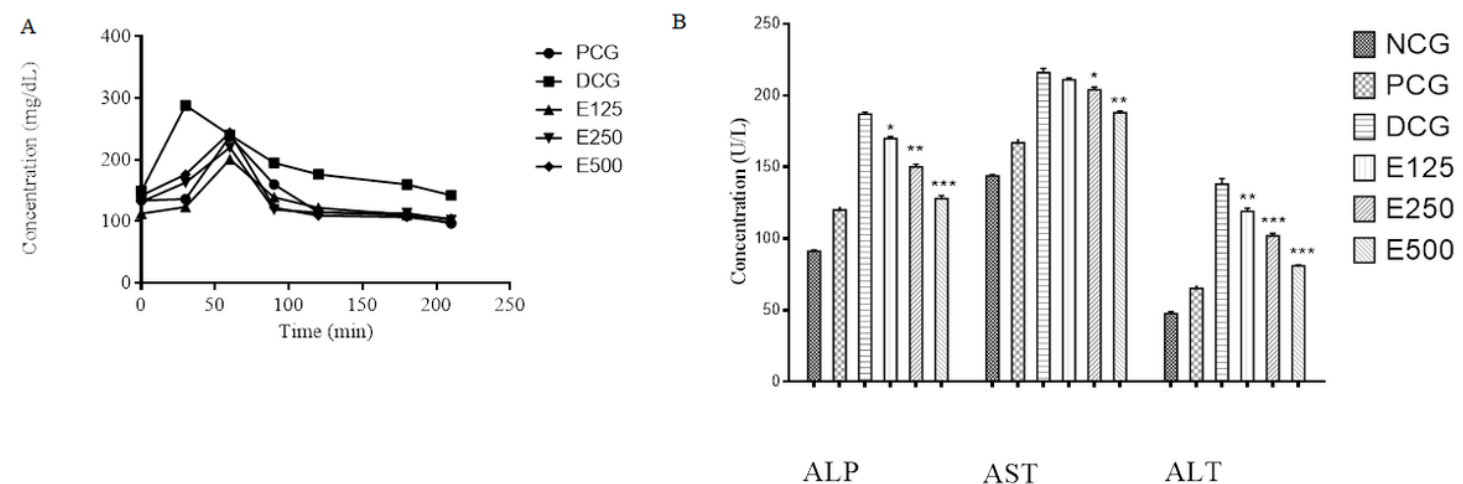 A
Concentration (mg/dL)
400
300
200
100
0
0 50 100 150 200 250
Time (min)
PCG
DCG
E125
E250
E500
B
Concentration (U/L)
250
200
150
100
50
0
* ** ***
* **
** *** ***
ALP AST ALT
NCG
PCG
DCG
E125
E250
E500